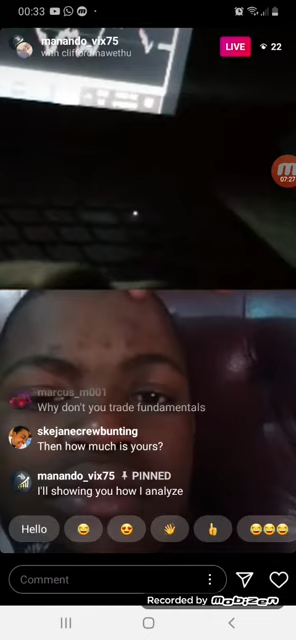 00:33
manando_vix75
with cliffordmawethu
LIVE
22
07:27
marcus_m001
Why don't you trade fundamentals
skejanecrewbunting
Then how much is yours?
manando_vix75 PINNED
I'll showing you how I analyze
Hello
Comment
Recorded by MOBIZEN